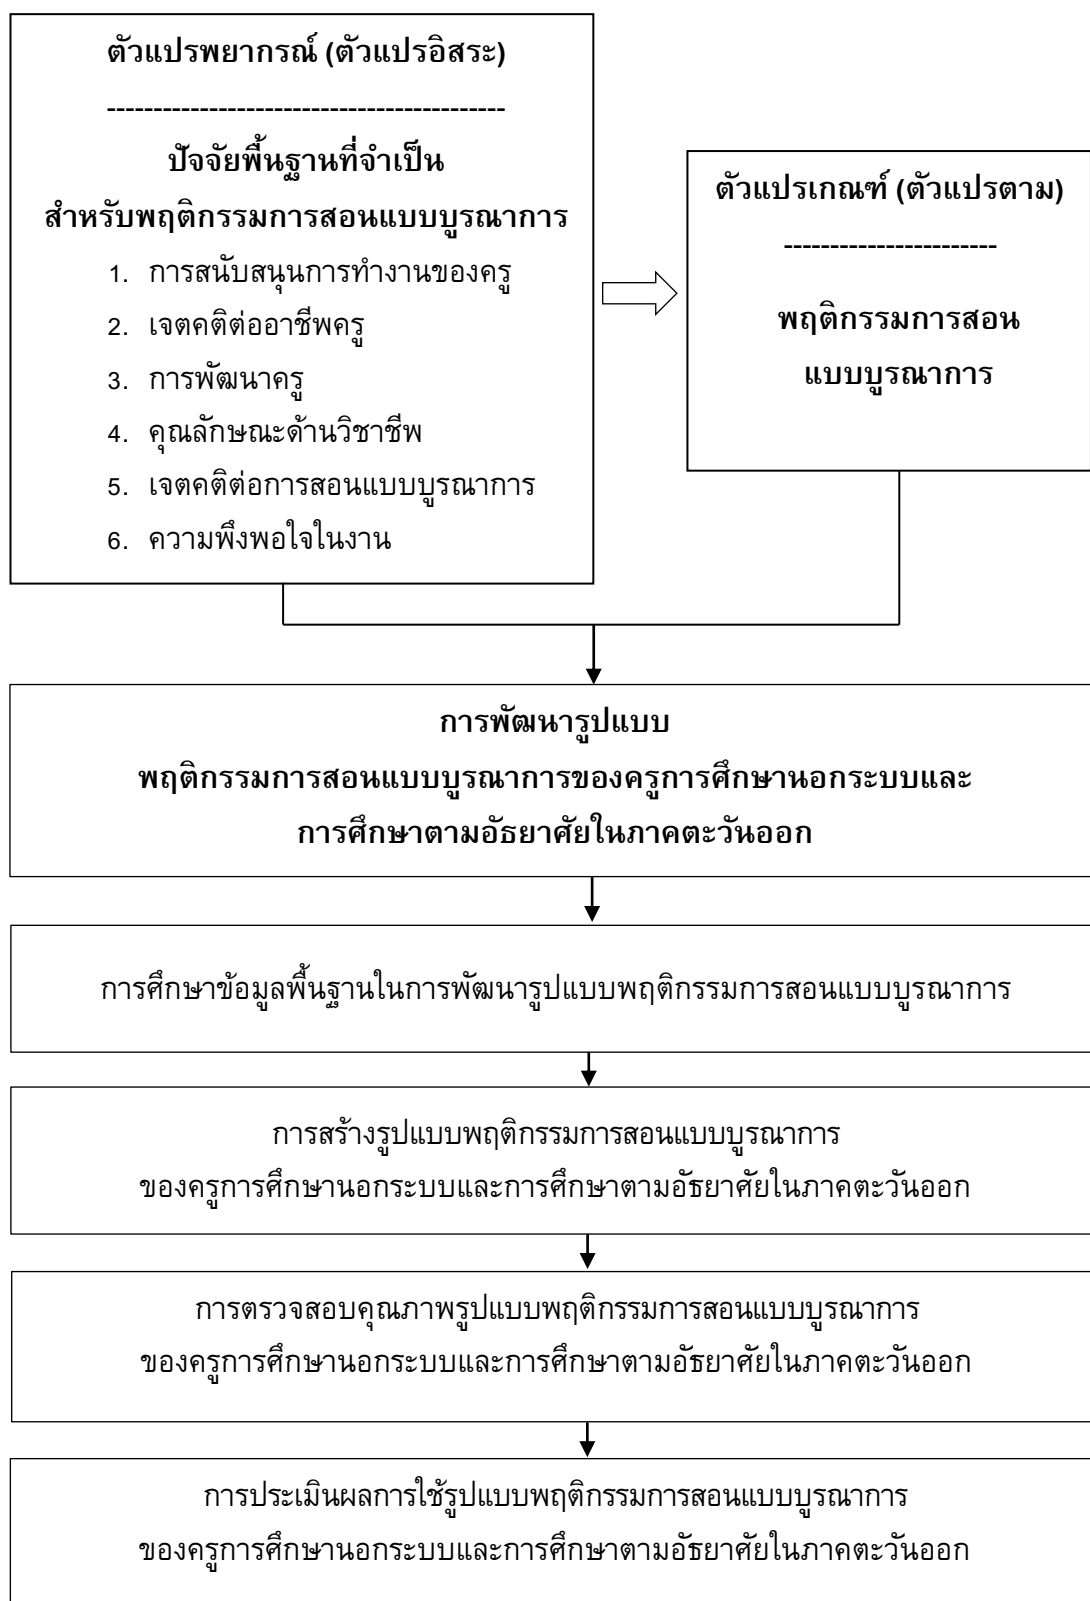 ตัวแปรพยากรณ์ (ตัวแปรอิสระ)
-------------------------------------------
ปัจจัยพื้นฐานที่จำเป็น
สำหรับพฤติกรรมการสอนแบบบูรณาการ
1. การสนับสนุนการทำงานของครู
2. เจตคติต่ออาชีพครู
3. การพัฒนาครู
4. คุณลักษณะด้านวิชาชีพ
5. เจตคติต่อการสอนแบบบูรณาการ
6. ความพึงพอใจในงาน
ตัวแปรเกณฑ์ (ตัวแปรตาม)
-----------------------
พฤติกรรมการสอน
แบบบูรณาการ
การพัฒนารูปแบบ
พฤติกรรมการสอนแบบบูรณาการของครูการศึกษานอกระบบและ
การศึกษาตามอัธยาศัยในภาคตะวันออก
การศึกษาข้อมูลพื้นฐานในการพัฒนารูปแบบพฤติกรรมการสอนแบบบูรณาการ
การสร้างรูปแบบพฤติกรรมการสอนแบบบูรณาการ
ของครูการศึกษานอกระบบและการศึกษาตามอัธยาศัยในภาคตะวันออก
การตรวจสอบคุณภาพรูปแบบพฤติกรรมการสอนแบบบูรณาการ
ของครูการศึกษานอกระบบและการศึกษาตามอัธยาศัยในภาคตะวันออก
การประเมินผลการใช้รูปแบบพฤติกรรมการสอนแบบบูรณาการ
ของครูการศึกษานอกระบบและการศึกษาตามอัธยาศัยในภาคตะวันออก